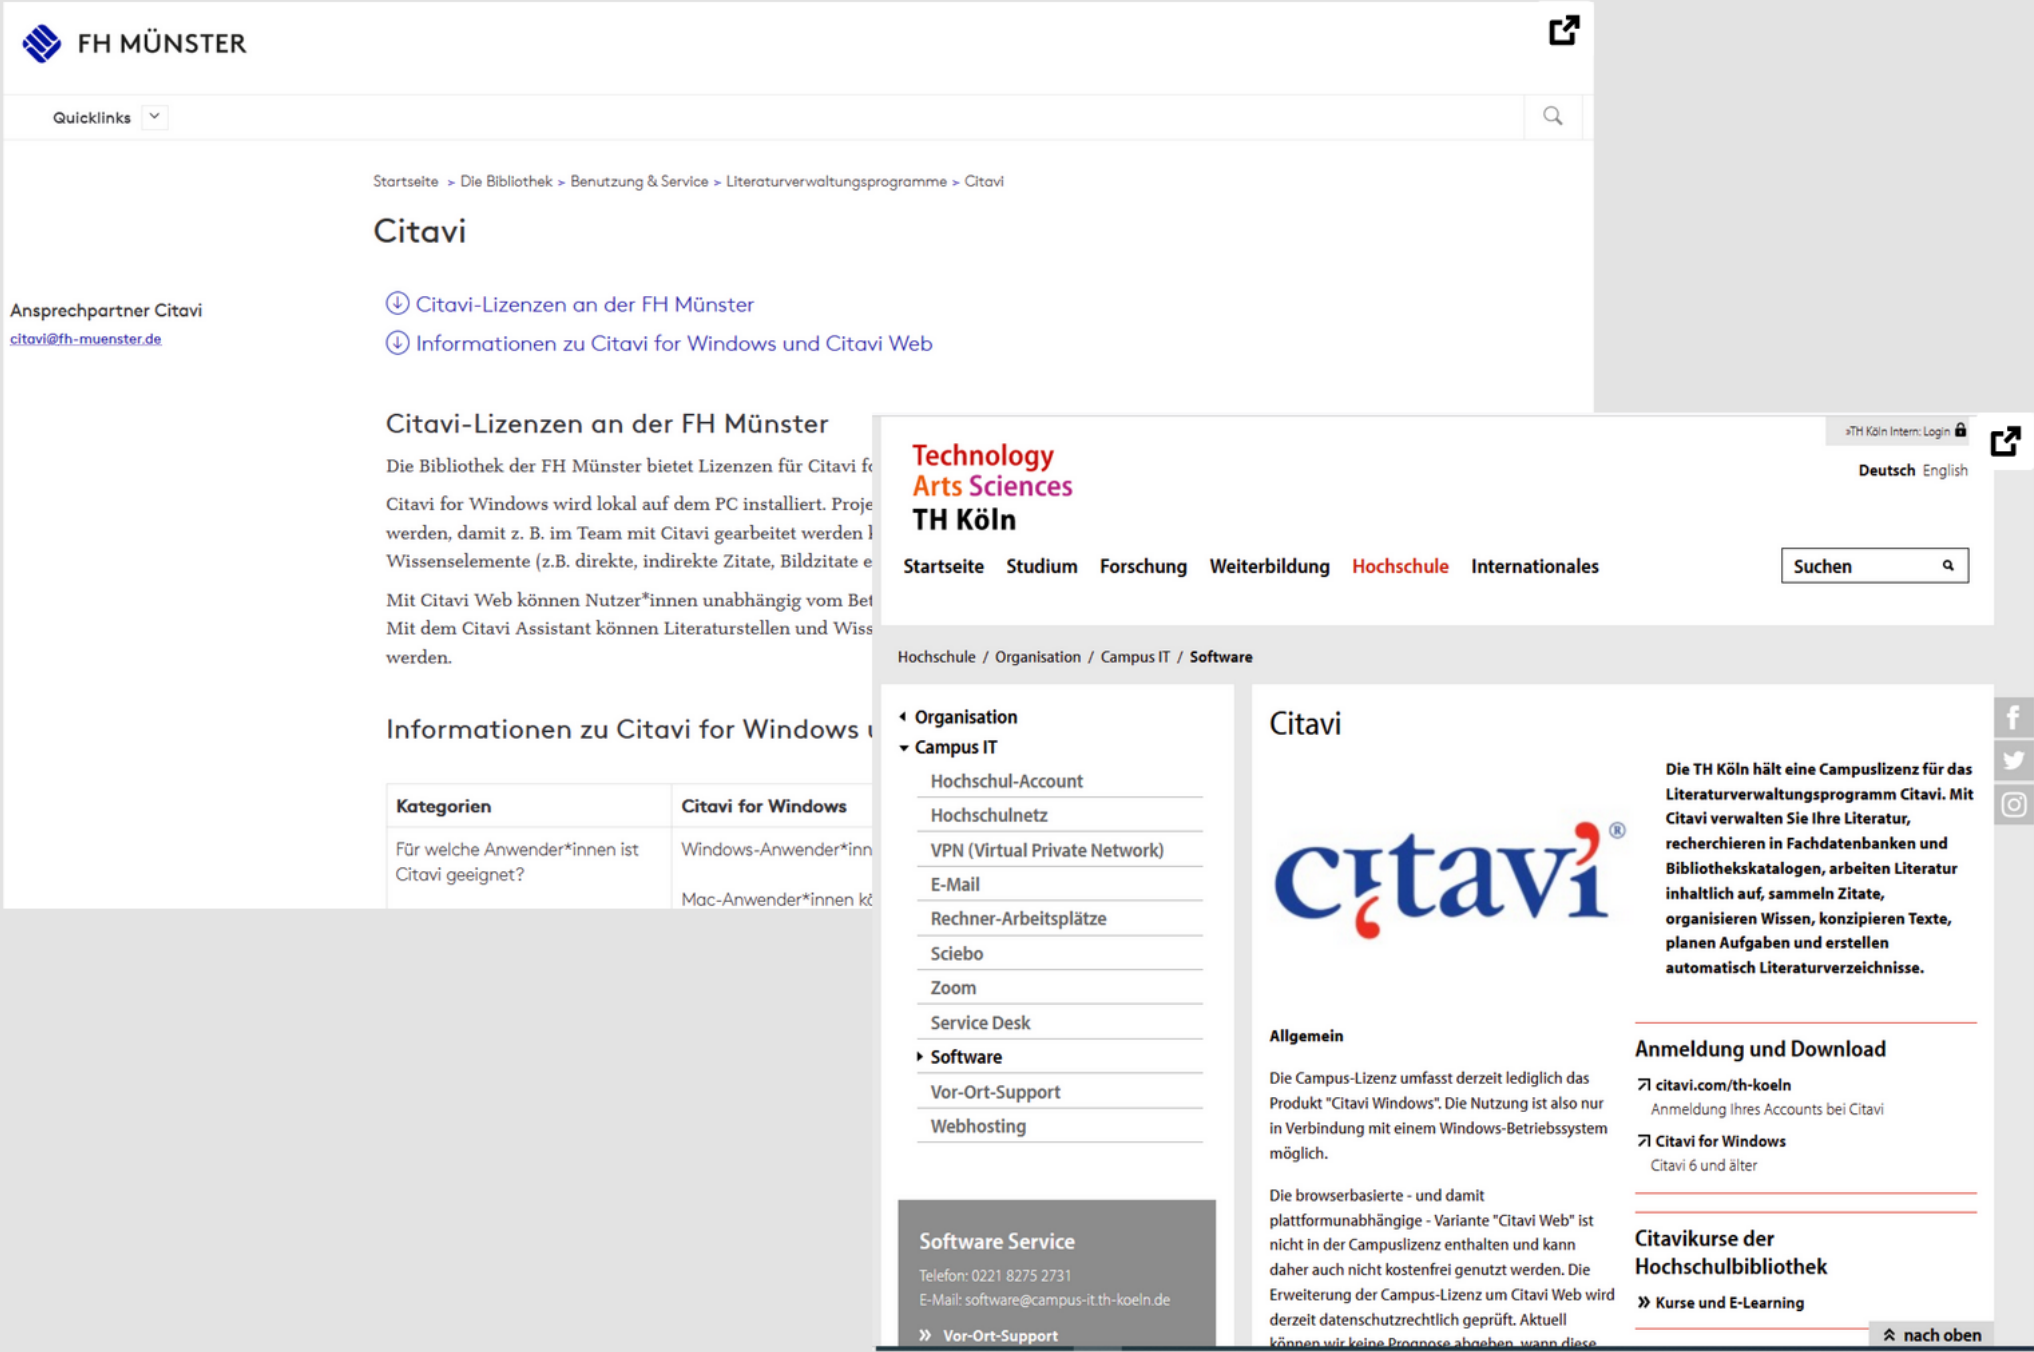 FH MÜNSTER
Quicklinks
Startseite > Die Bibliothek > Benutzung & Service > Literaturverwaltungsprogramme > Citavi
Citavi
Ansprechpartner Citavi
citavi@fh-muenster.de
Citavi-Lizenzen an der FH Münster
Informationen zu Citavi for Windows und Citavi Web
Citavi-Lizenzen an der FH Münster
Die Bibliothek der FH Münster bietet Lizenzen für Citavi
Citavi for Windows wird lokal auf dem PC installiert. Proje
werden, damit z. B. im Team mit Citavi gearbeitet werden
Wissenselemente (z.B. direkte, indirekte Zitate, Bildzitate e
Mit Citavi Web können Nutzer*innen unabhängig vom Bet
Mit dem Citavi Assistant können Literaturstellen und Wiss
werden.
Informationen zu Citavi for Windows
Kategorien
Citavi for Windows
Für welche Anwender*innen ist
Citavi geeignet?
Windows-Anwender*inn
Mac-Anwender*innen kö
»TH Köln Intern: Login
Technology
Arts Sciences
TH Köln
Deutsch English
Startseite Studium Forschung Weiterbildung Hochschule Internationales
Suchen
Hochschule / Organisation / Campus IT / Software
Organisation
Campus IT
Hochschul-Account
Hochschulnetz
VPN (Virtual Private Network)
E-Mail
Rechner-Arbeitsplätze
Sciebo
Zoom
Service Desk
Software
Vor-Ort-Support
Webhosting
Software Service
Telefon: 0221 8275 2731
E-Mail: software@campus-it.th-koeln.de
» Vor-Ort-Support
Citavi
citavi®
Die TH Köln hält eine Campuslizenz für das
Literaturverwaltungsprogramm Citavi. Mit
Citavi verwalten Sie Ihre Literatur,
recherchieren in Fachdatenbanken und
Bibliothekskatalogen, arbeiten Literatur
inhaltlich auf, sammeln Zitate,
organisieren Wissen, konzipieren Texte,
planen Aufgaben und erstellen
automatisch Literaturverzeichnisse.
Allgemein
Die Campus-Lizenz umfasst derzeit lediglich das
Produkt "Citavi Windows". Die Nutzung ist also nur
in Verbindung mit einem Windows-Betriebssystem
möglich.
Die browserbasierte - und damit
plattformunabhängige - Variante "Citavi Web" ist
nicht in der Campuslizenz enthalten und kann
daher auch nicht kostenfrei genutzt werden. Die
Erweiterung der Campus-Lizenz um Citavi Web wird
derzeit datenschutzrechtlich geprüft. Aktuell
können wir keine Prognose abgeben, wann diese
Anmeldung und Download
citavi.com/th-koeln
Anmeldung Ihres Accounts bei Citavi
Citavi for Windows
Citavi 6 und älter
Citavikurse der
Hochschulbibliothek
» Kurse und E-Learning
nach oben